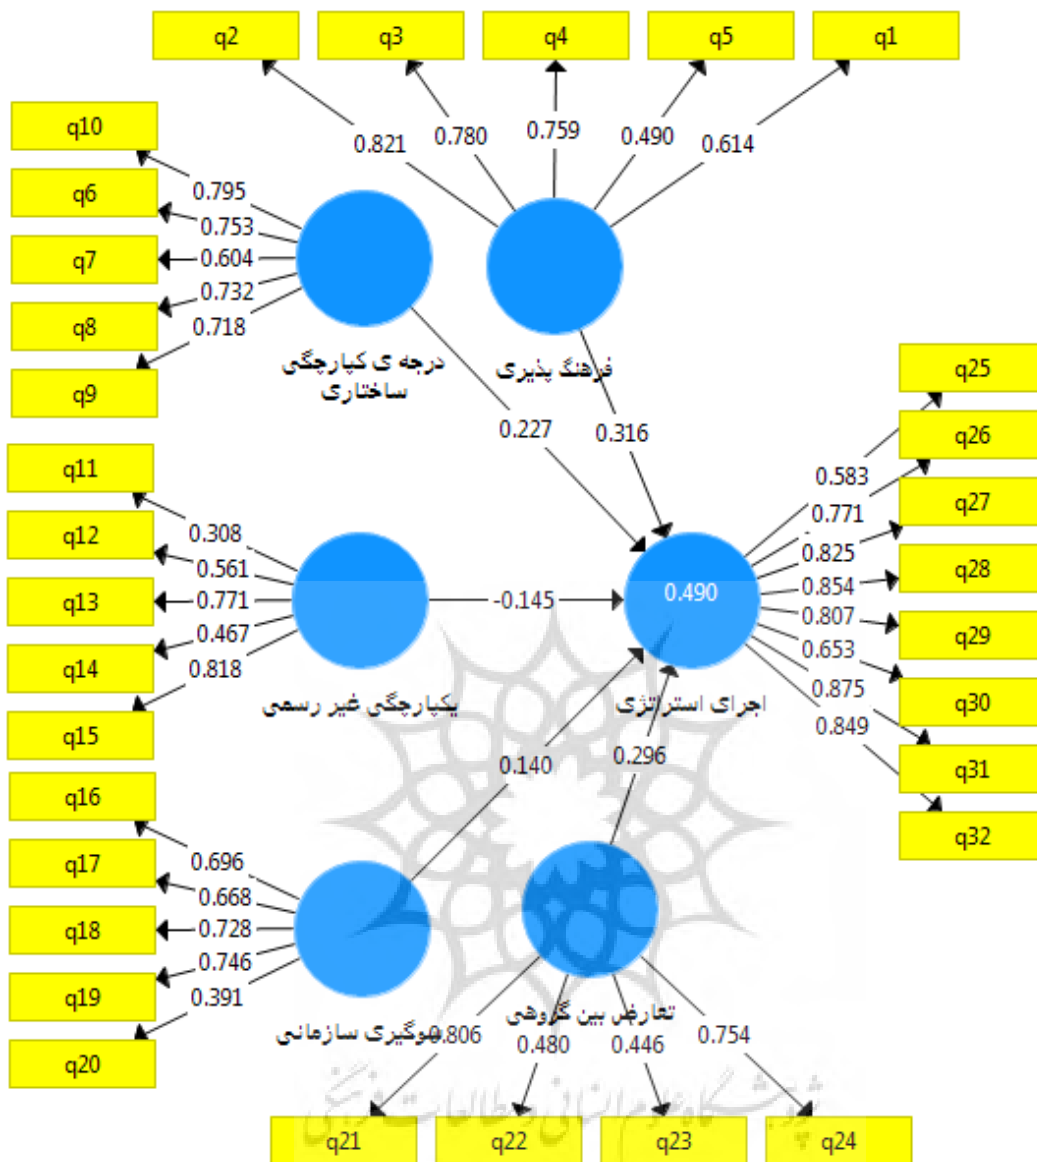 q2 q3 q4 q5 q1
0.821 0.780 0.759 0.490 0.614
q10
q6
q7
q8
q9
0.795
0.753
0.604
0.732
0.718
درجه ی کپارچگی
ساختاری
فرهنگ پذیری
0.227
0.316
q11
q12
q13
q14
q15
0.308
0.561
0.771
0.467
0.818
یکپارچگی غیر رسمی
-0.145
0.490
اجرای استراتژی
q25
q26
q27
q28
q29
q30
q31
q32
0.583
0.771
0.825
0.854
0.807
0.653
0.875
0.849
0.140
0.296
q16
q17
q18
q19
q20
0.696
0.668
0.728
0.746
0.391
سوگیری سازمانی
تعارض بین گروهی
0.806 0.480 0.446 0.754
q21 q22 q23 q24
پژوهشگاه علوم انسانی و مطالعات فرهنگی